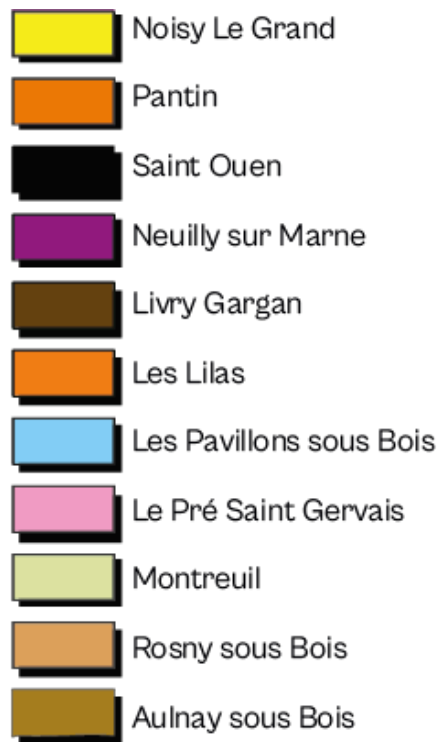 Noisy Le Grand
Pantin
Saint Ouen
Neuilly sur Marne
Livry Gargan
Les Lilas
Les Pavillons sous Bois
Le Pré Saint Gervais
Montreuil
Rosny sous Bois
Aulnay sous Bois